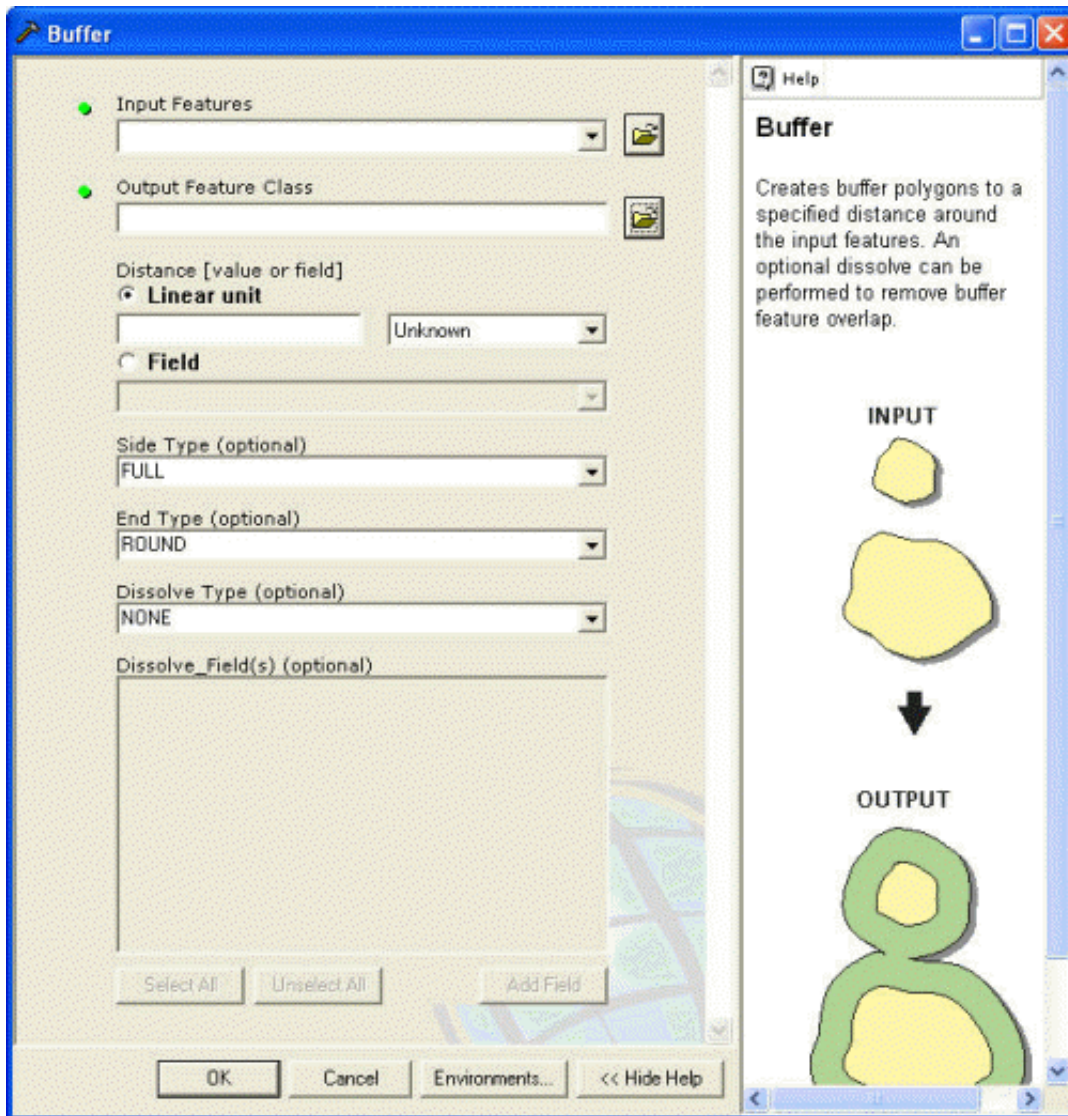 Buffer
Input Features
Output Feature Class
Distance [value or field]
Linear unit
Unknown
Field
Side Type (optional)
FULL
End Type (optional)
ROUND
Dissolve Type (optional)
NONE
Dissolve_Field(s) (optional)
Select All
Unselect All
Add Field
OK
Cancel
Environments...
<< Hide Help
Help
Buffer
Creates buffer polygons to a
specified distance around
the input features. An
optional dissolve can be
performed to remove buffer
feature overlap.
INPUT
OUTPUT